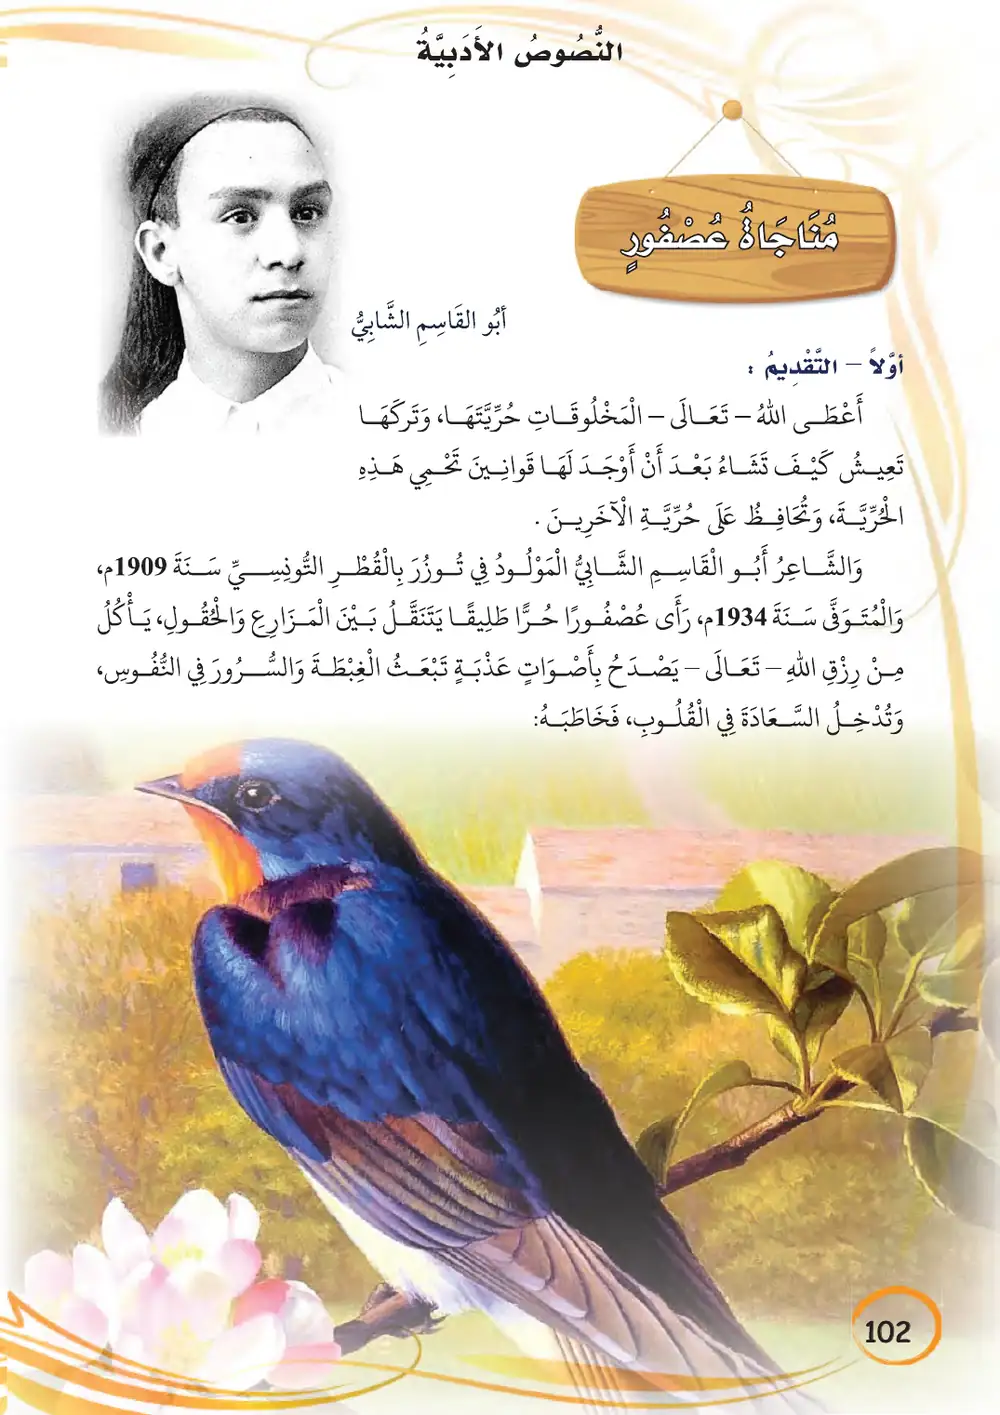 النُّصُوصُ الأَدَبِيَّةُ
مُنَاجَاةُ عُصْفُورٍ
أَبُو القَاسِمِ الشَّابِيُّ
أوَّلاً – التَّقْدِيمُ :
أَعْطَى اللهُ – تَعَالَى – الْمَخْلُوقَاتِ حُرِّيَّتَهَا، وَتَرَكَهَا
تَعِيشُ كَيْفَ تَشَاءُ بَعْدَ أَنْ أَوْجَدَ لَهَا قَوانِينَ تَحْمِي هَذِهِ
الْحُرِّيَّةَ، وَتُحَافِظُ عَلَى حُرِّيَّةِ الْآخَرِينَ .
وَالشَّاعِرُ أَبُو الْقَاسِمِ الشَّابِيُّ الْمَوْلُودُ فِي تُوزُرَ بِالْقُطْرِ التُّونِسِيِّ سَنَةَ 1909م،
وَالْمُتَوَفَّى سَنَةَ 1934م، رَأَى عُصْفُورًا حُرًّا طَلِيقًا يَتَنَقَّلُ بَيْنَ الْمَزَارِعِ وَالْحُقُولِ، يَأْكُلُ
مِنْ رِزْقِ اللهِ – تَعَالَى – يَصْدَحُ بِأَصْوَاتٍ عَذْبَةٍ تَبْعَثُ الْغِبْطَةَ وَالسُّرُورَ فِي النُّفُوسِ،
وَتُدْخِلُ السَّعَادَةَ فِي الْقُلُوبِ، فَخَاطَبَهُ:
102